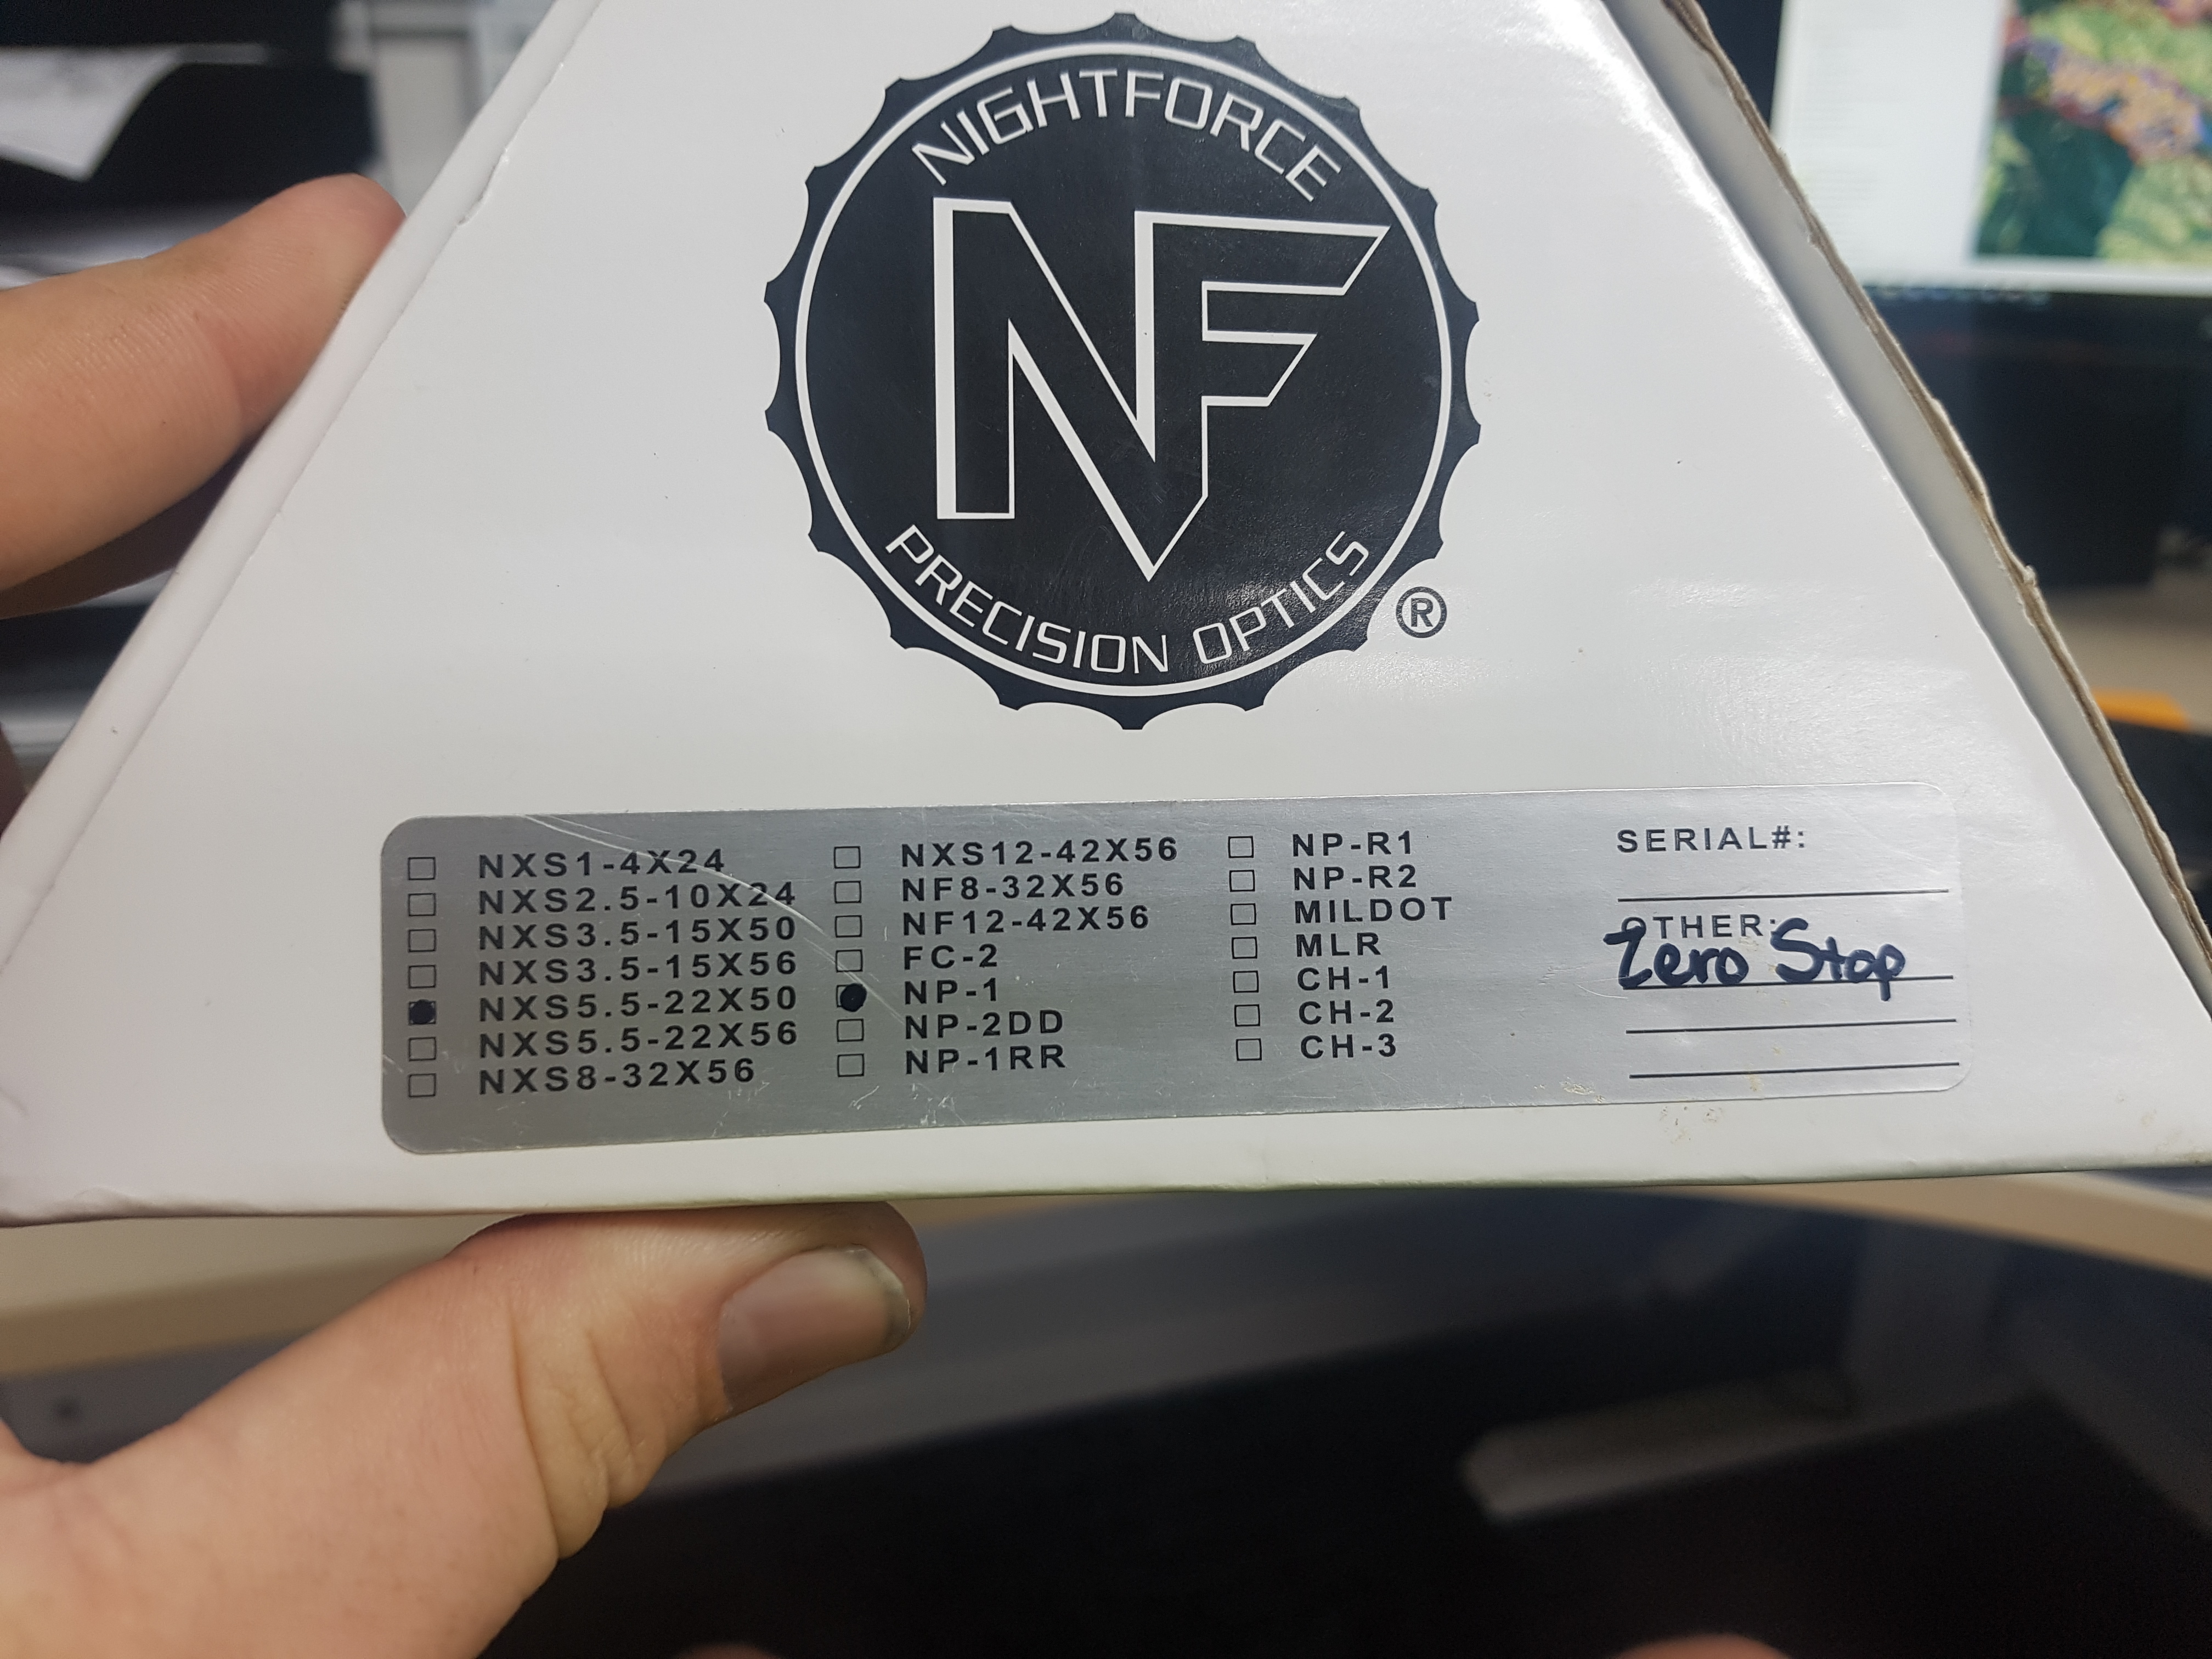 NIGHTFORCE
NF
PRECISION OPTICS
®
NXS1-4X24
NXS2.5-10X24
NXS3.5-15X50
NXS3.5-15X56
NXS5.5-22X50
NXS5.5-22X56
NXS8-32X56
NXS12-42X56
NF8-32X56
NF12-42X56
FC-2
NP-1
NP-2DD
NP-1RR
NP-R1
NP-R2
MILDOT
MLR
CH-1
CH-2
CH-3
SERIAL#:
OTHER:
Zero Stop